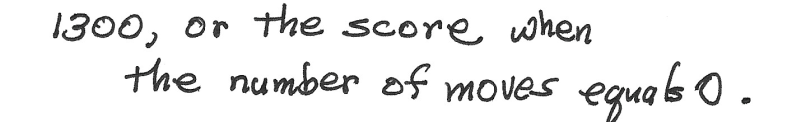 1300, or the score when
the number of moves equals 0.